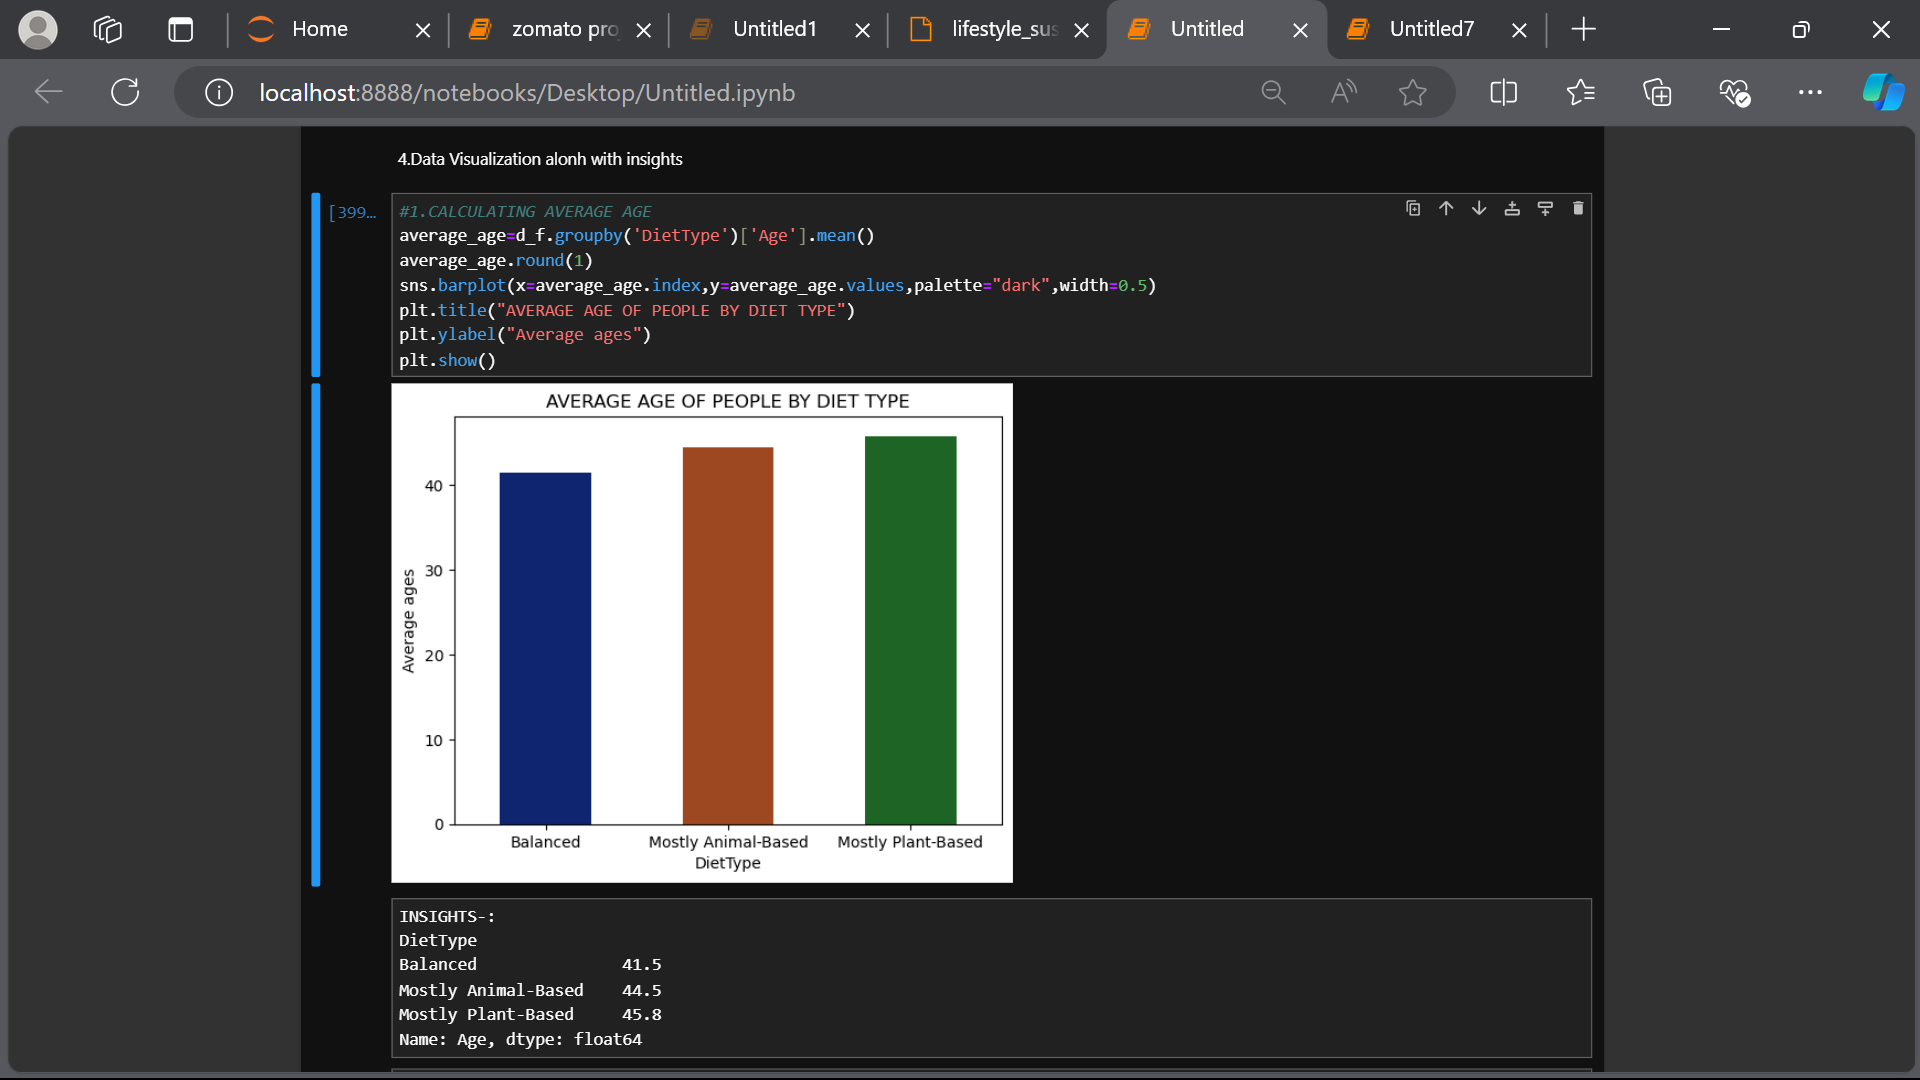 Home
zomato pro
Untitled1
lifestyle_sus
Untitled
Untitled7
localhost:8888/notebooks/Desktop/Untitled.ipynb
4.Data Visualization alonh with insights
[399...
#1.CALCULATING AVERAGE AGE
average_age=d_f.groupby('DietType')['Age'].mean()
average_age.round(1)
sns.barplot(x=average_age.index,y=average_age.values,palette="dark",width=0.5)
plt.title("AVERAGE AGE OF PEOPLE BY DIET TYPE")
plt.ylabel("Average ages")
plt.show()
AVERAGE AGE OF PEOPLE BY DIET TYPE
40
30
20
10
0
Average ages
Balanced
Mostly Animal-Based
Mostly Plant-Based
DietType
INSIGHTS-:
DietType
Balanced 41.5
Mostly Animal-Based 44.5
Mostly Plant-Based 45.8
Name: Age, dtype: float64